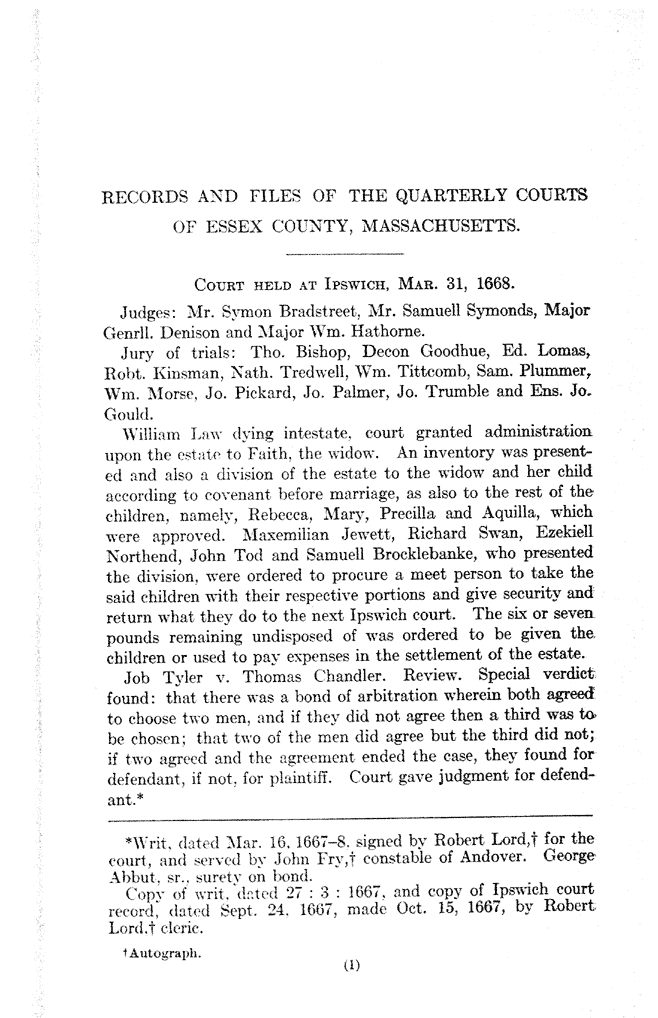 RECORDS AND FILES OF THE QUARTERLY COURTS
OF ESSEX COUNTY, MASSACHUSETTS.
COURT HELD AT IPSWICH, MAR. 31, 1668.
Judges: Mr. Symon Bradstreet, Mr. Samuell Symonds, Major
Genrll. Denison and Major Wm. Hathorne.
Jury of trials: Tho. Bishop, Decon Goodhue, Ed. Lomas,
Robt. Kinsman, Nath. Tredwell, Wm. Tittcomb, Sam. Plummer,
Wm. Morse, Jo. Pickard, Jo. Palmer, Jo. Trumble and Ens. Jo.
Gould.
William Law dying intestate, court granted administration
upon the estate to Faith, the widow. An inventory was present-
ed and also a division of the estate to the widow and her child
according to covenant before marriage, as also to the rest of the
children, namely, Rebecca, Mary, Precilla and Aquilla, which
were approved. Maxemilian Jewett, Richard Swan, Ezekiell
Northend, John Tod and Samuell Brocklebanke, who presented
the division, were ordered to procure a meet person to take the
said children with their respective portions and give security and
return what they do to the next Ipswich court. The six or seven
pounds remaining undisposed of was ordered to be given the
children or used to pay expenses in the settlement of the estate.
Job Tyler v. Thomas Chandler. Review. Special verdict
found: that there was a bond of arbitration wherein both agreed
to choose two men, and if they did not agree then a third was to
be chosen; that two of the men did agree but the third did not;
if two agreed and the agreement ended the case, they found for
defendant, if not, for plaintiff. Court gave judgment for defend-
ant.*
*Writ, dated Mar. 16, 1667–8, signed by Robert Lord,† for the
court, and served by John Fry,† constable of Andover. George
Abbut, sr., surety on bond.
Copy of writ, dated 27 : 3 : 1667, and copy of Ipswich court
record, dated Sept. 24, 1667, made Oct. 15, 1667, by Robert
Lord,† cleric.
†Autograph.
(1)